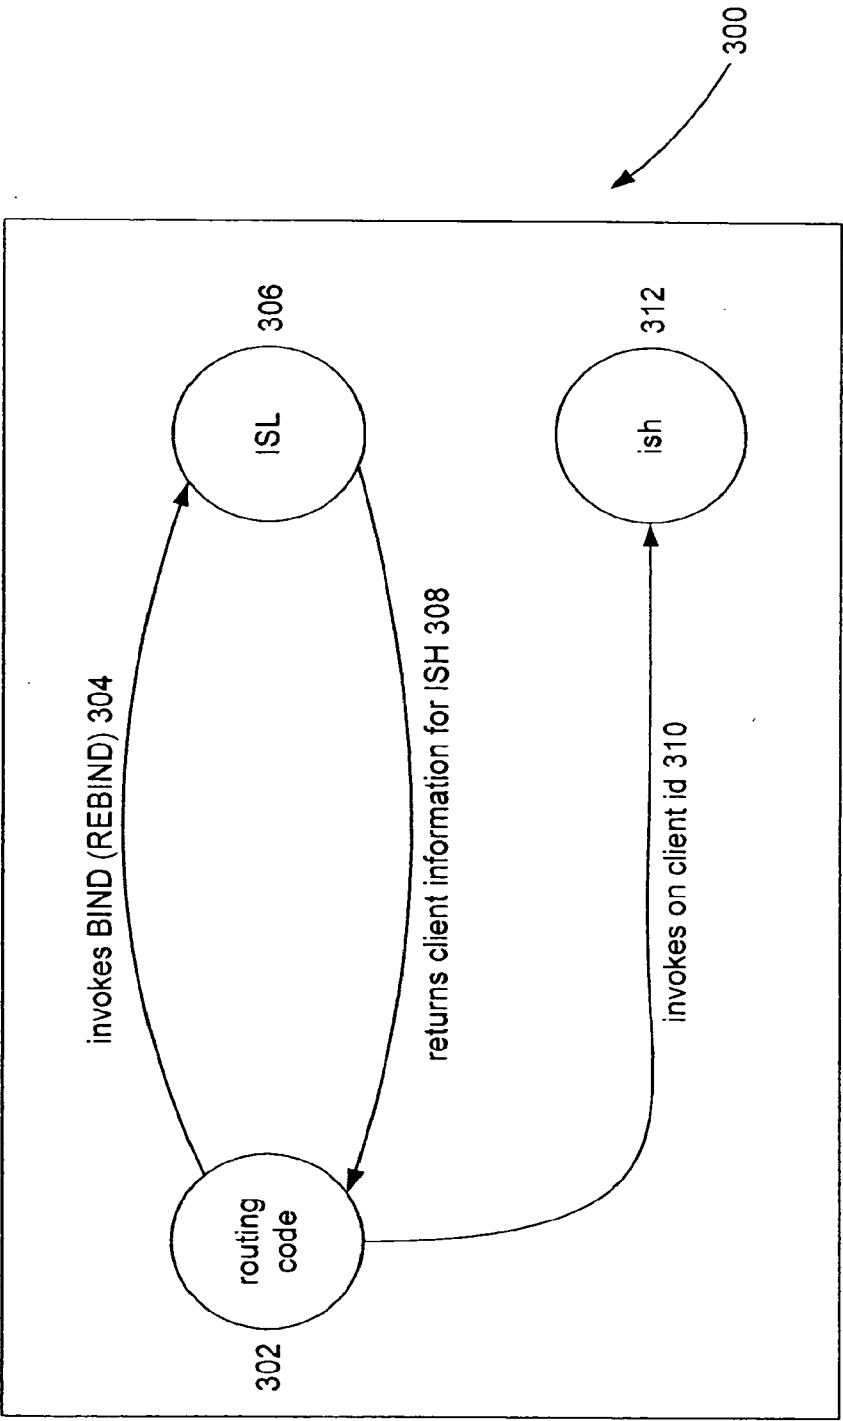 300
invokes BIND (REBIND) 304
302
routing
code
ISL
306
returns client information for ISH 308
invokes on client id 310
ish
312